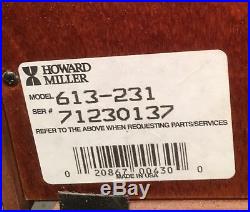 HOWARD
MILLER
MODEL 613-231
SER # 71230137
REFER TO THE ABOVE WHEN REQUESTING PARTS/SERVICES
0 20867 00430 0
MADE IN USA